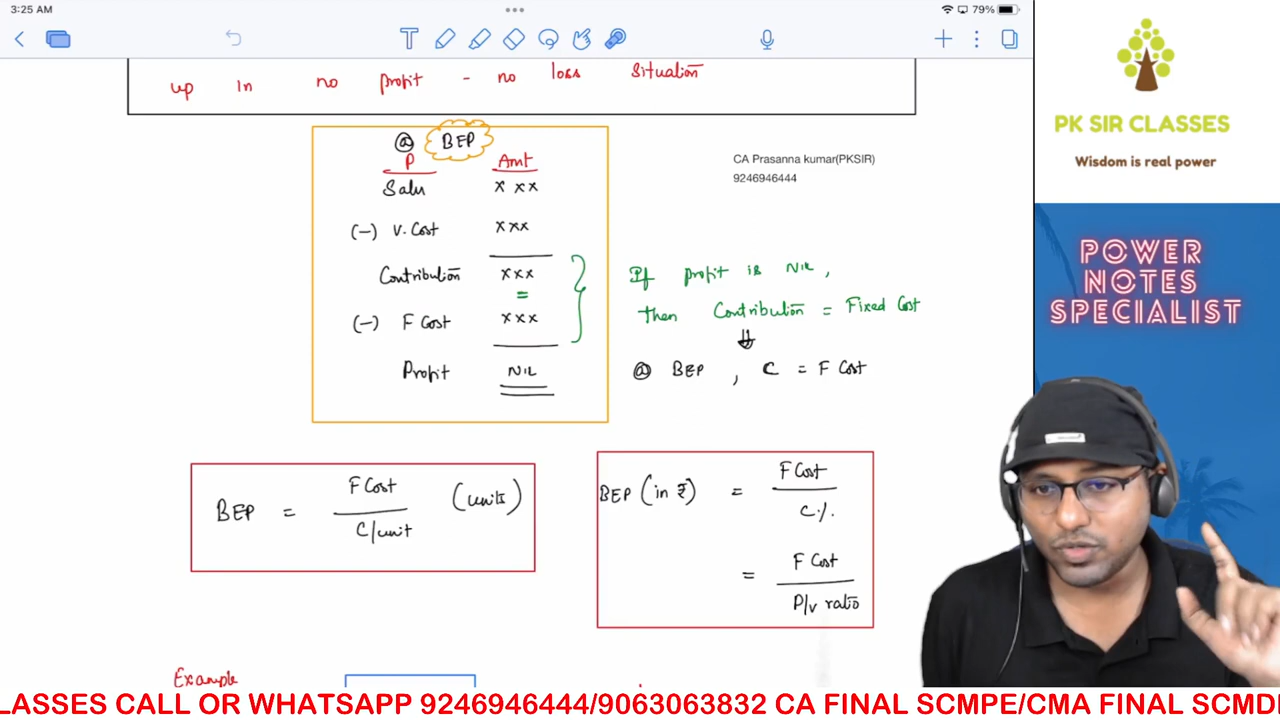 3:25 AM
79%
up in no profit - no loss situation
@ BEP
P Amt
Sales x xx
(-) V. Cost xxx
Contribution xxx
=
(-) F Cost xxx
Profit NIL
CA Prasanna kumar(PKSIR)
9246946444
If profit is NIL,
then Contribution = Fixed Cost
⇓
@ BEP , C = F Cost
BEP = F Cost / C/unit (units)
BEP (in ₹) = F Cost / C%
= F Cost / P/v ratio
Example
PK SIR CLASSES
Wisdom is real power
POWER
NOTES
SPECIALIST
LASSES CALL OR WHATSAPP 9246946444/9063063832 CA FINAL SCMPE/CMA FINAL SCMD